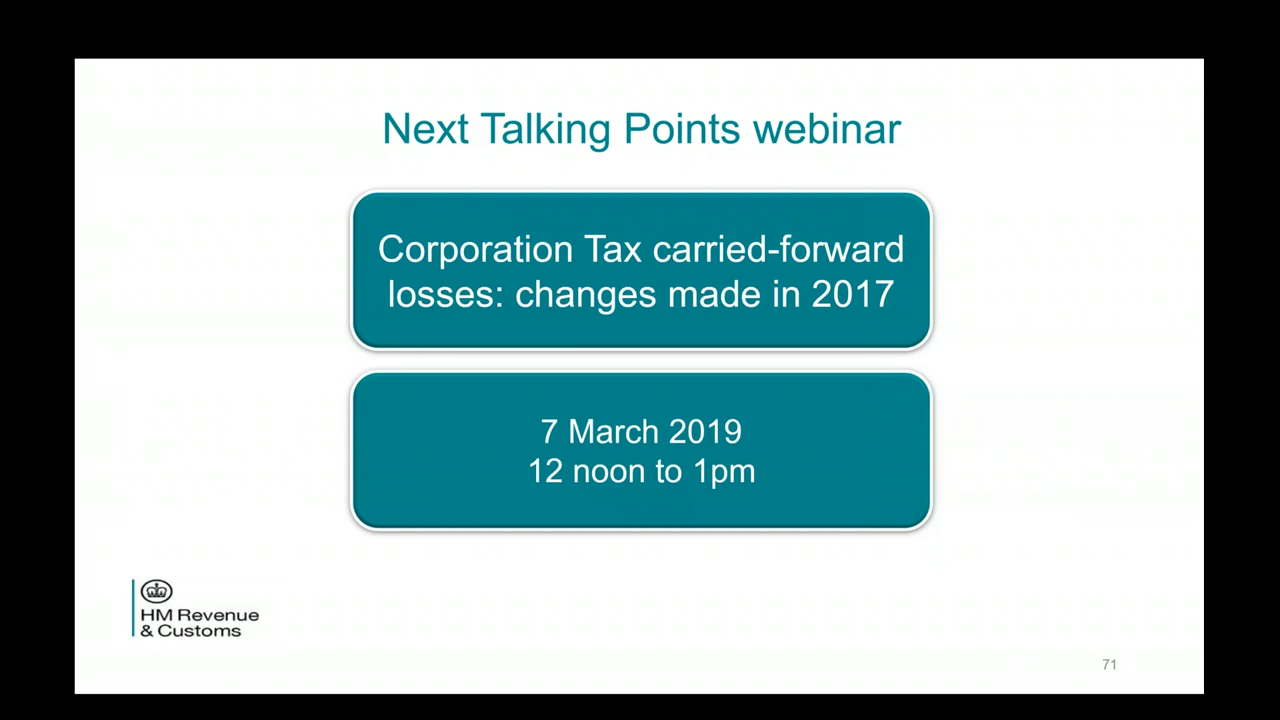 Next Talking Points webinar
Corporation Tax carried-forward
losses: changes made in 2017
7 March 2019
12 noon to 1pm
HM Revenue
& Customs
71